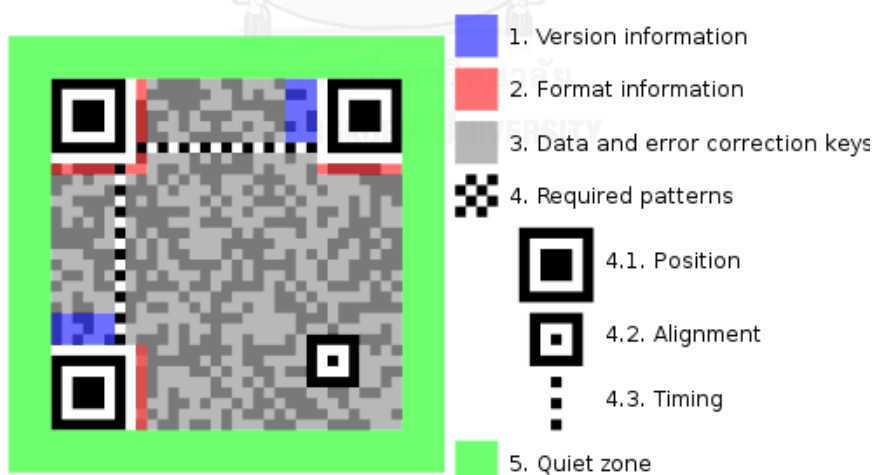 1. Version information
2. Format information
3. Data and error correction keys
4. Required patterns
4.1. Position
4.2. Alignment
4.3. Timing
5. Quiet zone